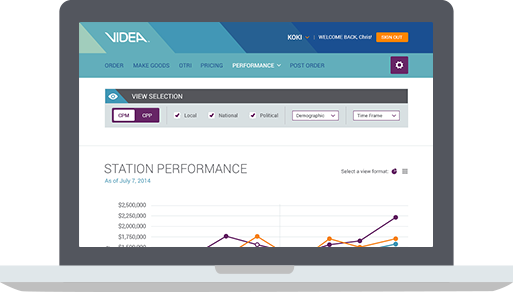 VIDEA
KOKI WELCOME BACK, Chris! SIGN OUT
ORDER MAKE GOODS DTRI PRICING PERFORMANCE POST ORDER
VIEW SELECTION
CPM CPP Local National Political Demographic Time Frame
STATION PERFORMANCE
As of July 7, 2014
Select a view format:
$2,500,000
$2,250,000
$2,000,000
$1,750,000
$1,500,000